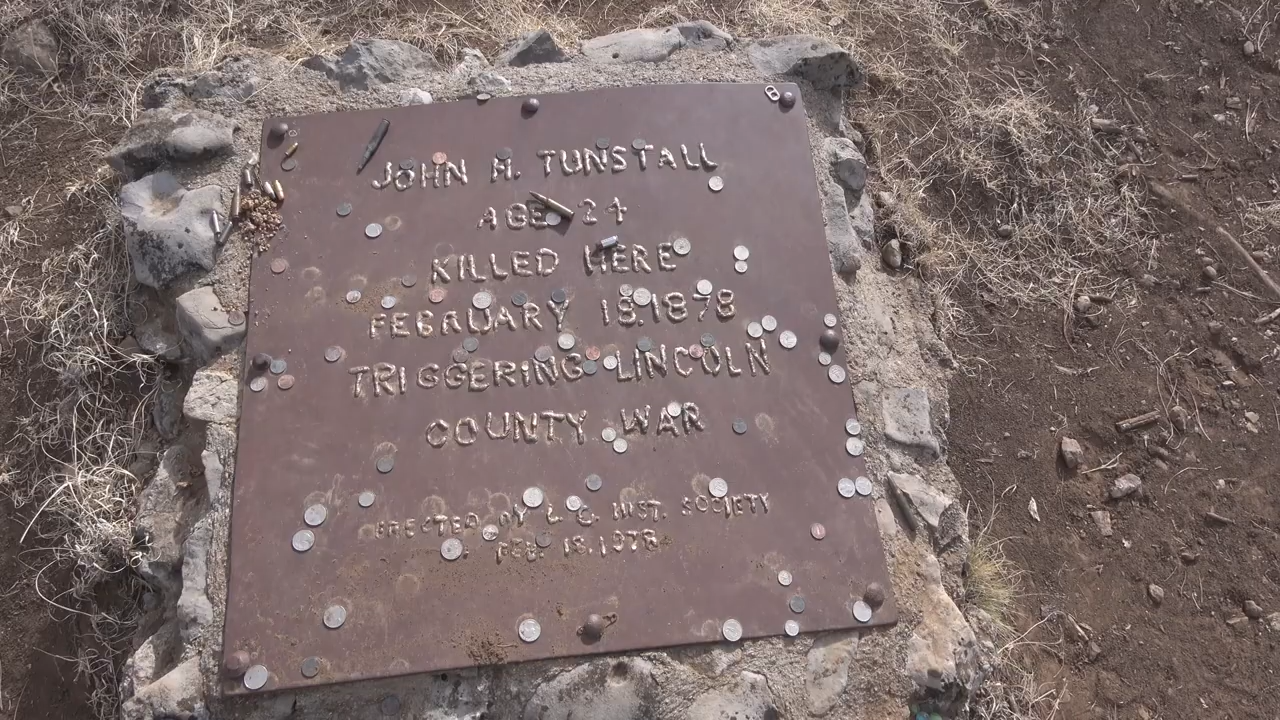 JOHN H. TUNSTALL
AGE 24
KILLED HERE
FEBRUARY 18.1878
TRIGGERING LINCOLN
COUNTY WAR
ERECTED BY L.C. HIST. SOCIETY
FEB. 18.1978